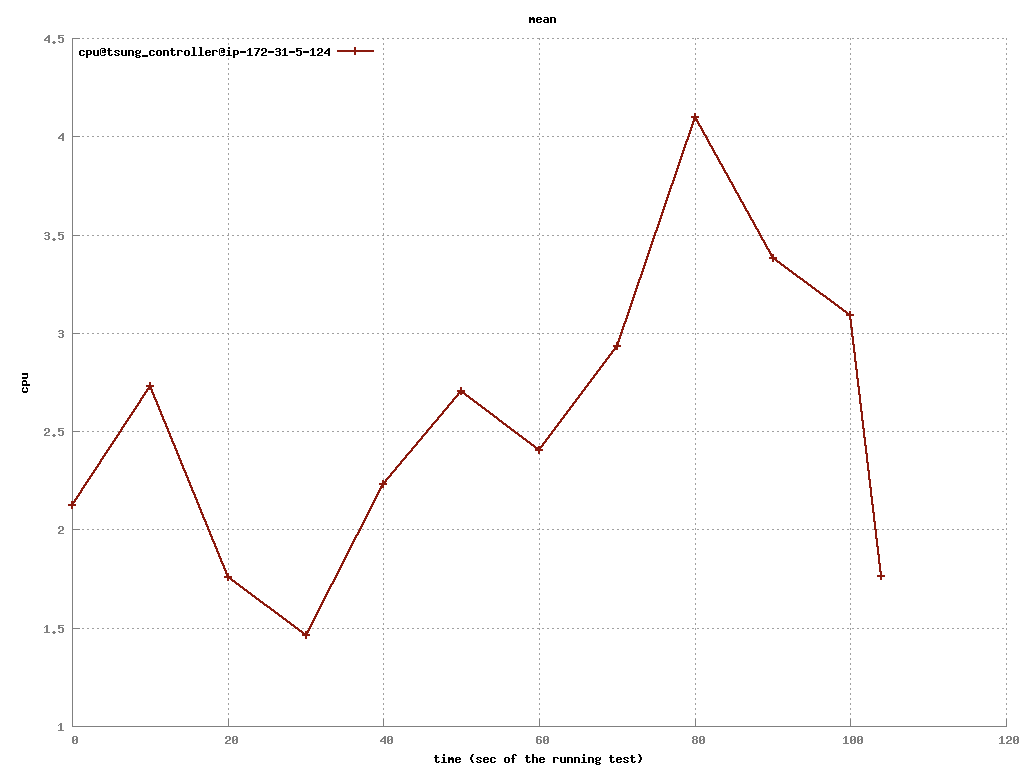 mean
4.5
cpu@tsung_controller@ip-172-31-5-124
4
3.5
3
cpu
2.5
2
1.5
1
0 20 40 60 80 100 120
time (sec of the running test)